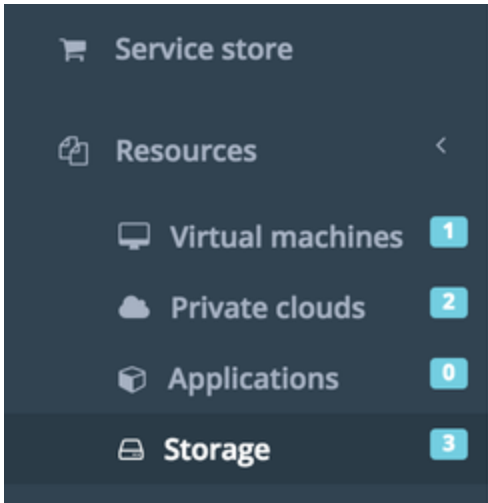 Service store
Resources
Virtual machines 1
Private clouds 2
Applications 0
Storage 3